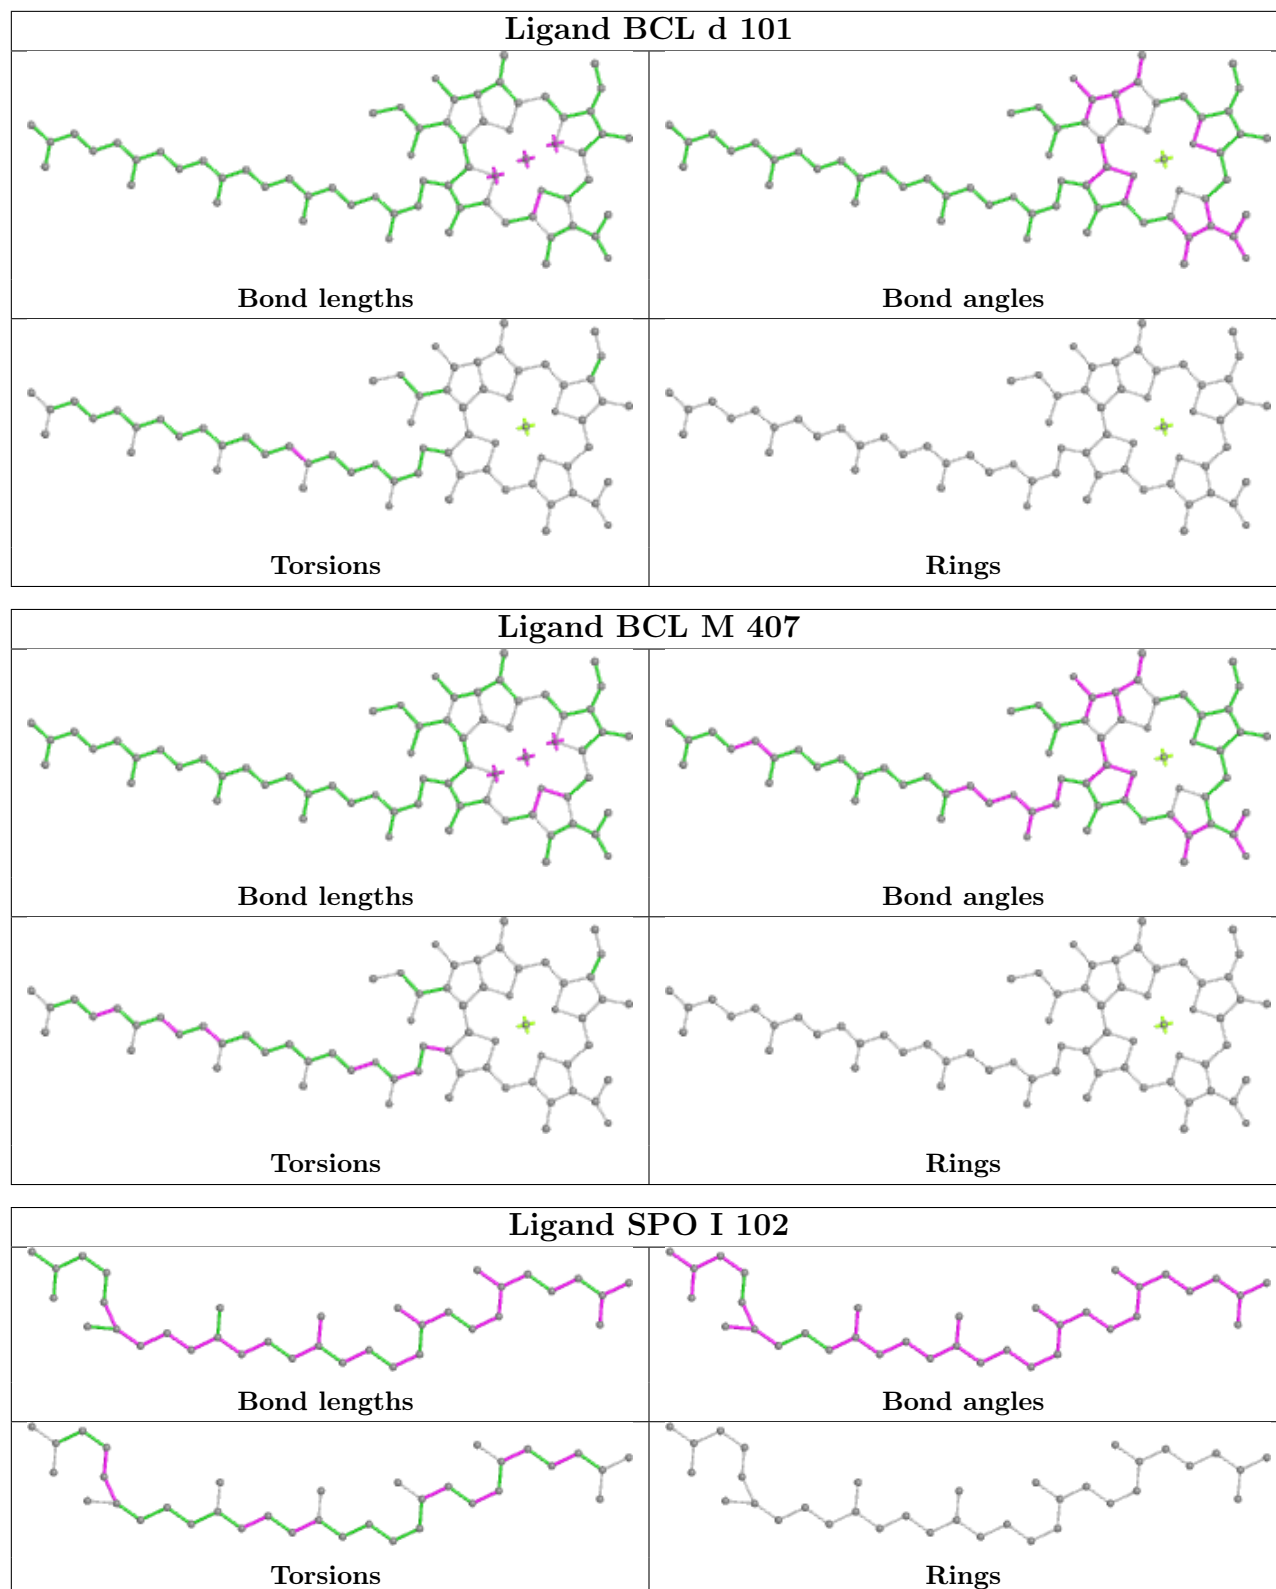 Ligand BCL d 101
Bond lengths
Bond angles
Torsions
Rings
Ligand BCL M 407
Bond lengths
Bond angles
Torsions
Rings
Ligand SPO I 102
Bond lengths
Bond angles
Torsions
Rings